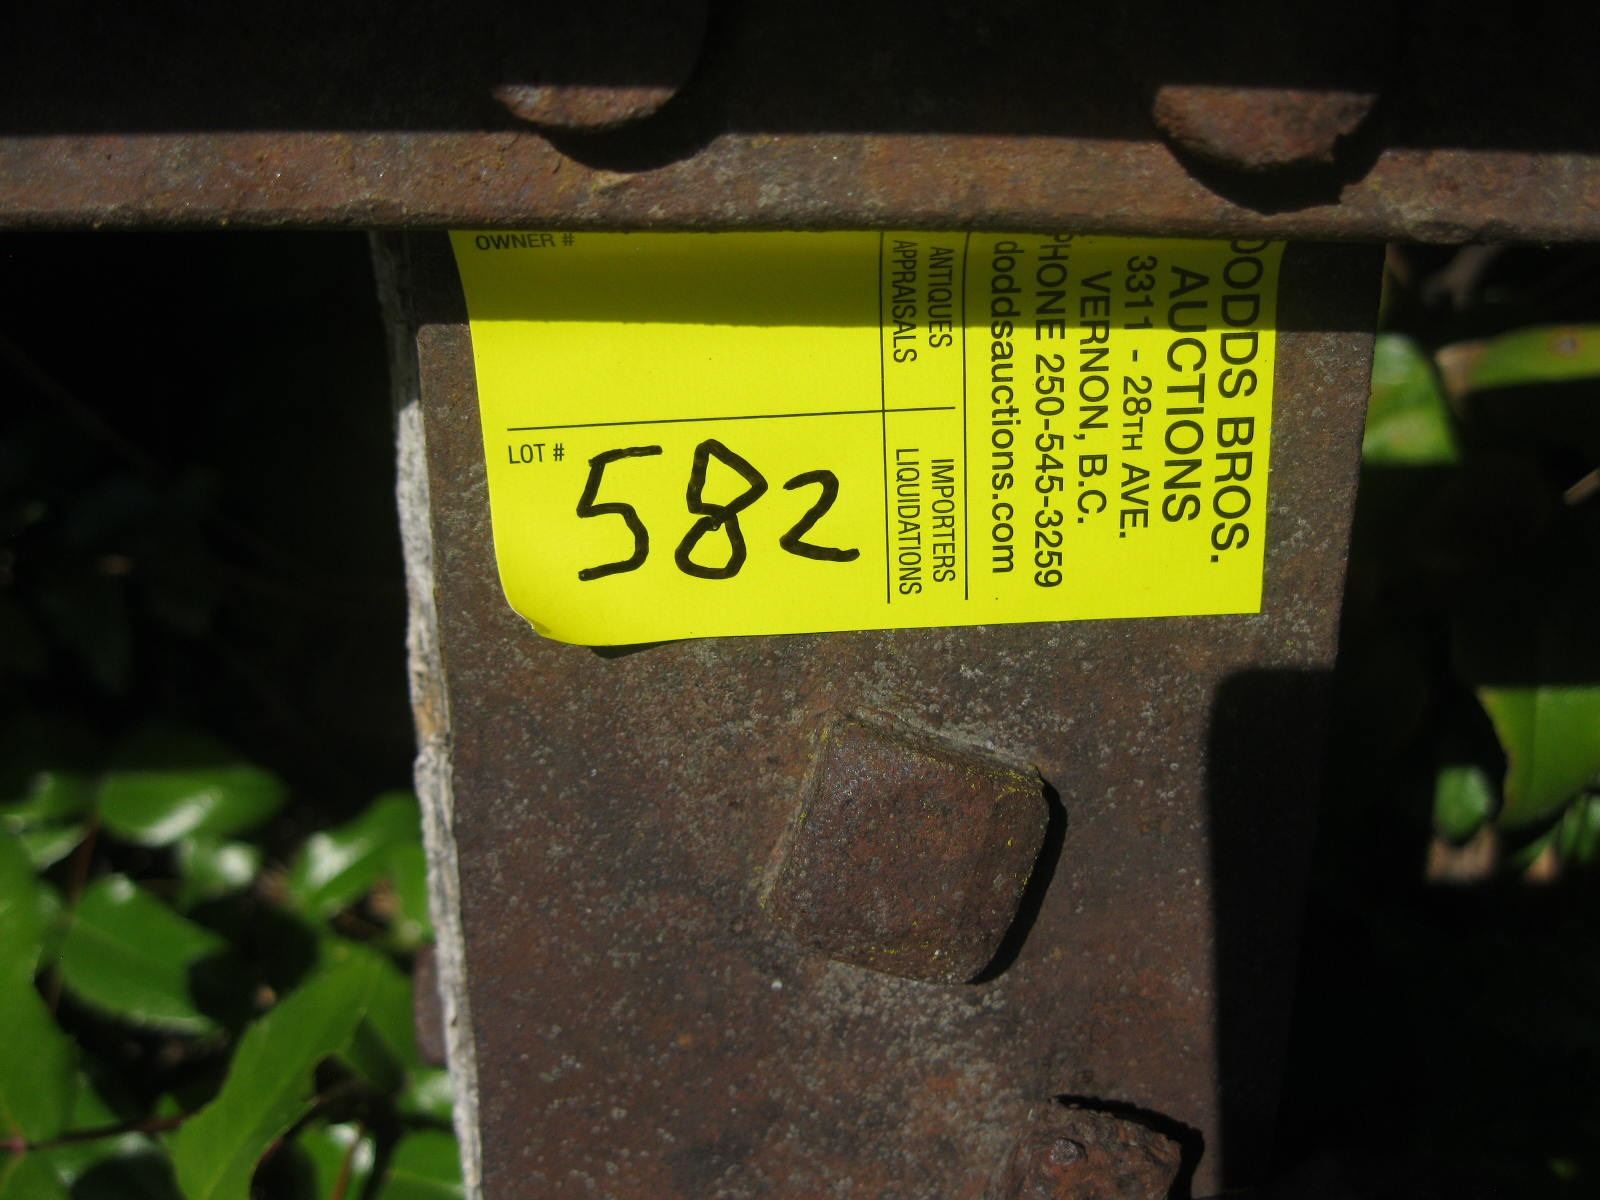 OWNER #
LOT #
582
DODDS BROS.
AUCTIONS
3311 - 28TH AVE.
VERNON, B.C.
PHONE 250-545-3259
doddsauctions.com
ANTIQUES IMPORTERS
APPRAISALS LIQUIDATIONS